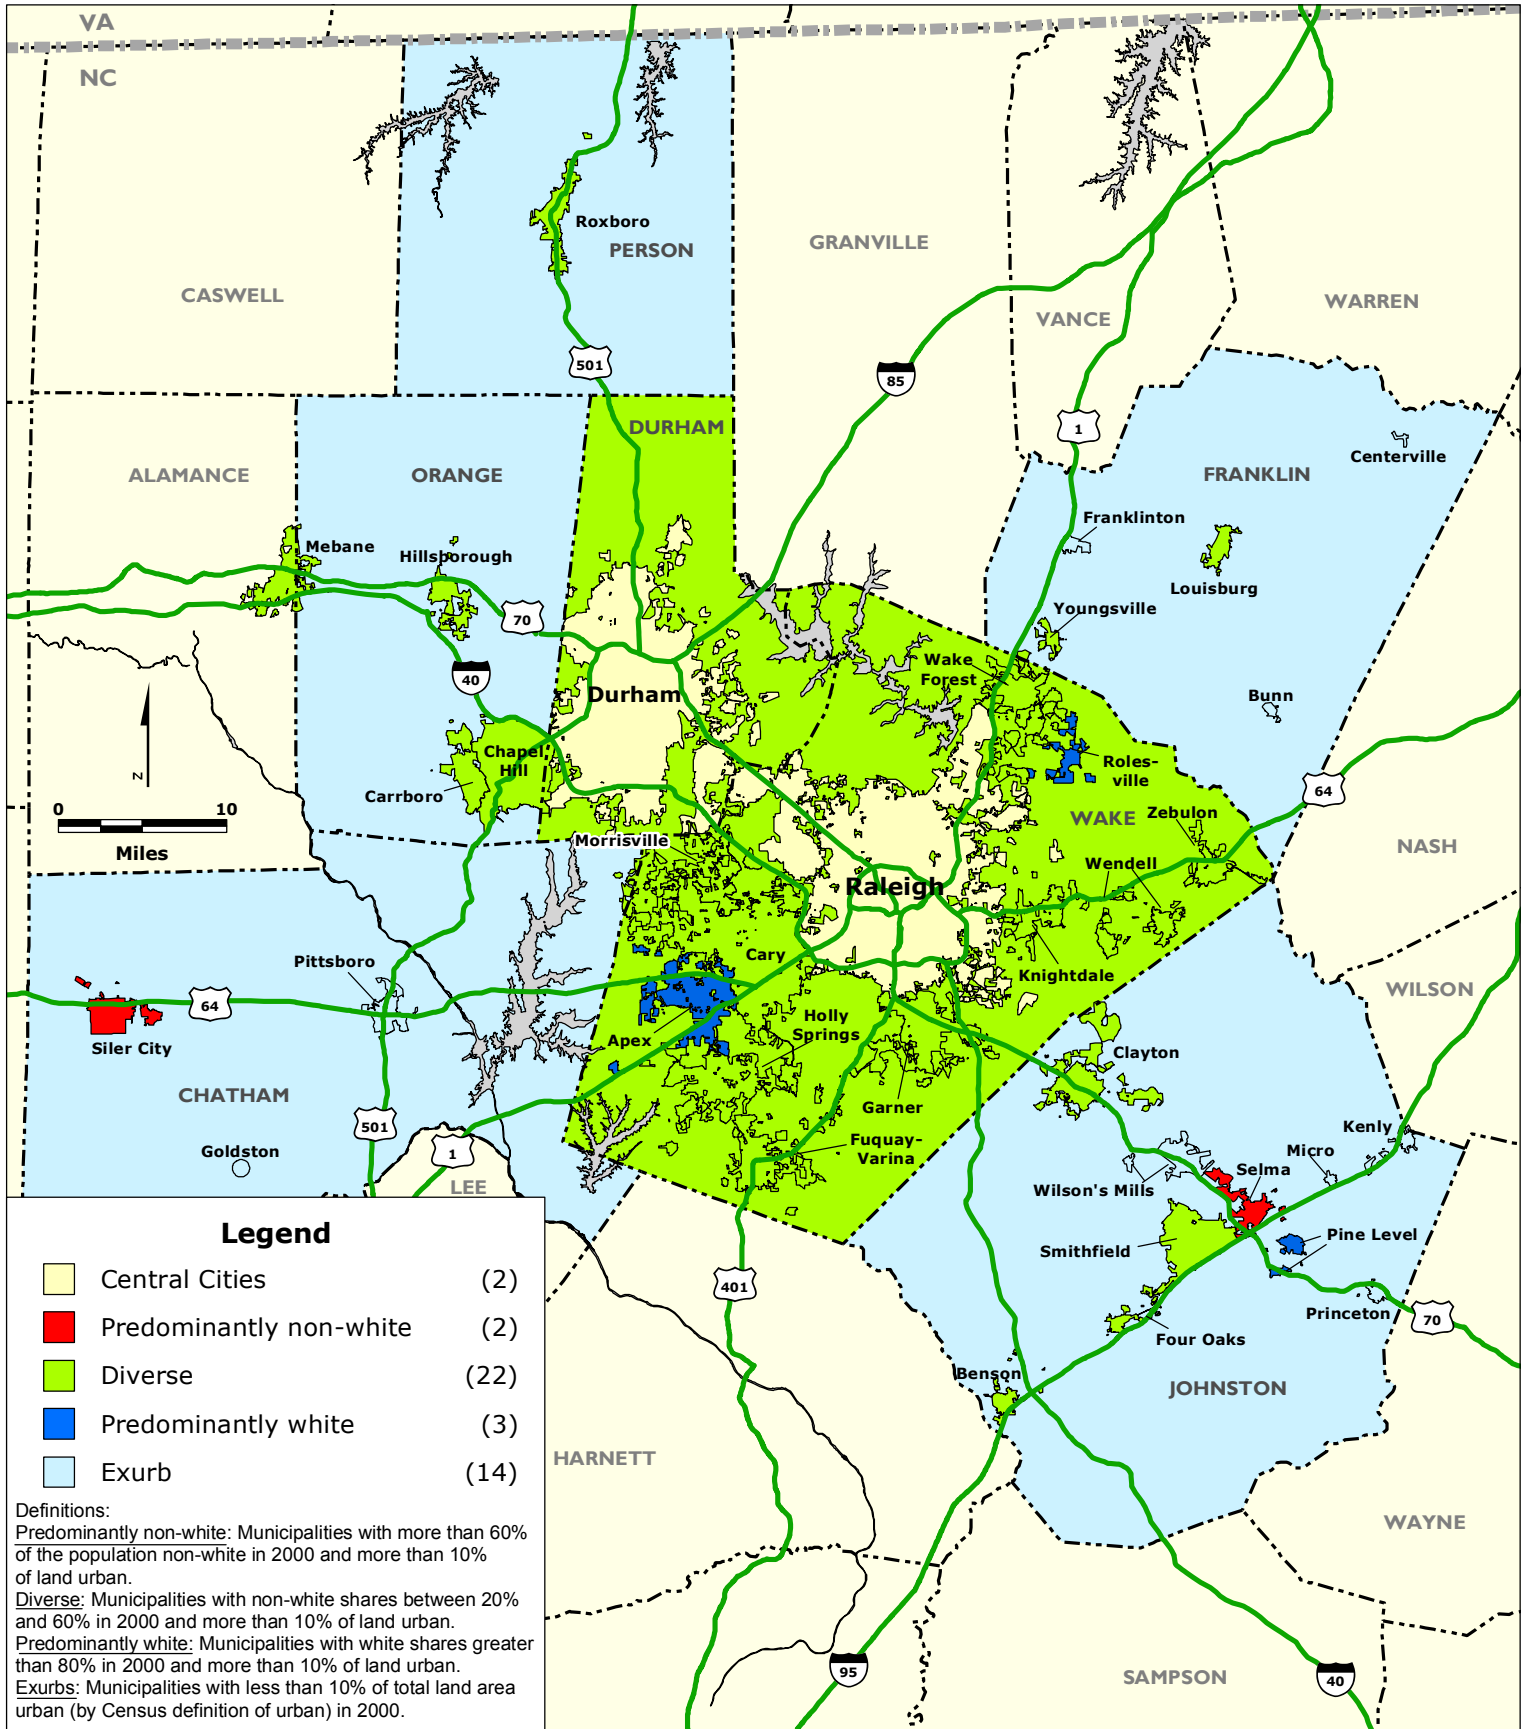 VA
NC
Roxboro
PERSON
GRANVILLE
CASWELL
WARREN
VANCE
501
85
1
DURHAM
Centerville
ALAMANCE
ORANGE
FRANKLIN
Franklinton
Mebane
Hillsborough
Louisburg
70
Youngsville
Wake
Forest
40
Durham
Bunn
N
Chapel
Hill
Roles-
ville
Carrboro
64
0
10
Miles
WAKE
Zebulon
Morrisville
NASH
Wendell
Raleigh
Cary
Pittsboro
Knightdale
WILSON
64
Holly
Springs
Siler City
Apex
Clayton
CHATHAM
Garner
501
Kenly
1
Fuquay-
Varina
Goldston
Micro
Selma
LEE
Wilson's Mills
Legend
Pine Level
Smithfield
Central Cities (2)
401
Princeton
70
Predominantly non-white (2)
Four Oaks
Diverse (22)
Benson
JOHNSTON
Predominantly white (3)
HARNETT
Exurb (14)
Definitions:
Predominantly non-white: Municipalities with more than 60%
of the population non-white in 2000 and more than 10%
of land urban.
Diverse: Municipalities with non-white shares between 20%
and 60% in 2000 and more than 10% of land urban.
Predominantly white: Municipalities with white shares greater
than 80% in 2000 and more than 10% of land urban.
Exurbs: Municipalities with less than 10% of total land area
urban (by Census definition of urban) in 2000.
WAYNE
95
SAMPSON
40